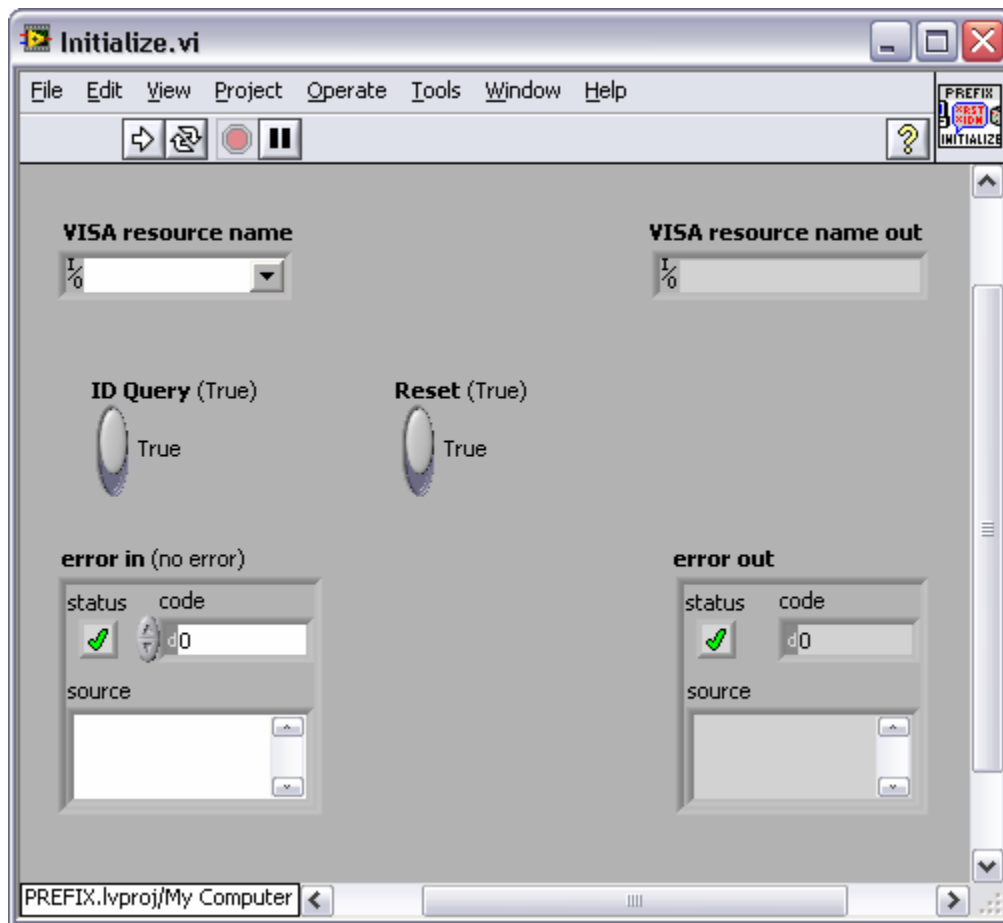 Initialize.vi
File Edit View Project Operate Tools Window Help
PREFIX
*RST
*IDN
INITIALIZE
VISA resource name
VISA resource name out
I/O
I/O
ID Query (True)
Reset (True)
True
True
error in (no error)
error out
status code
status code
d 0
d 0
source
source
PREFIX.lvproj/My Computer